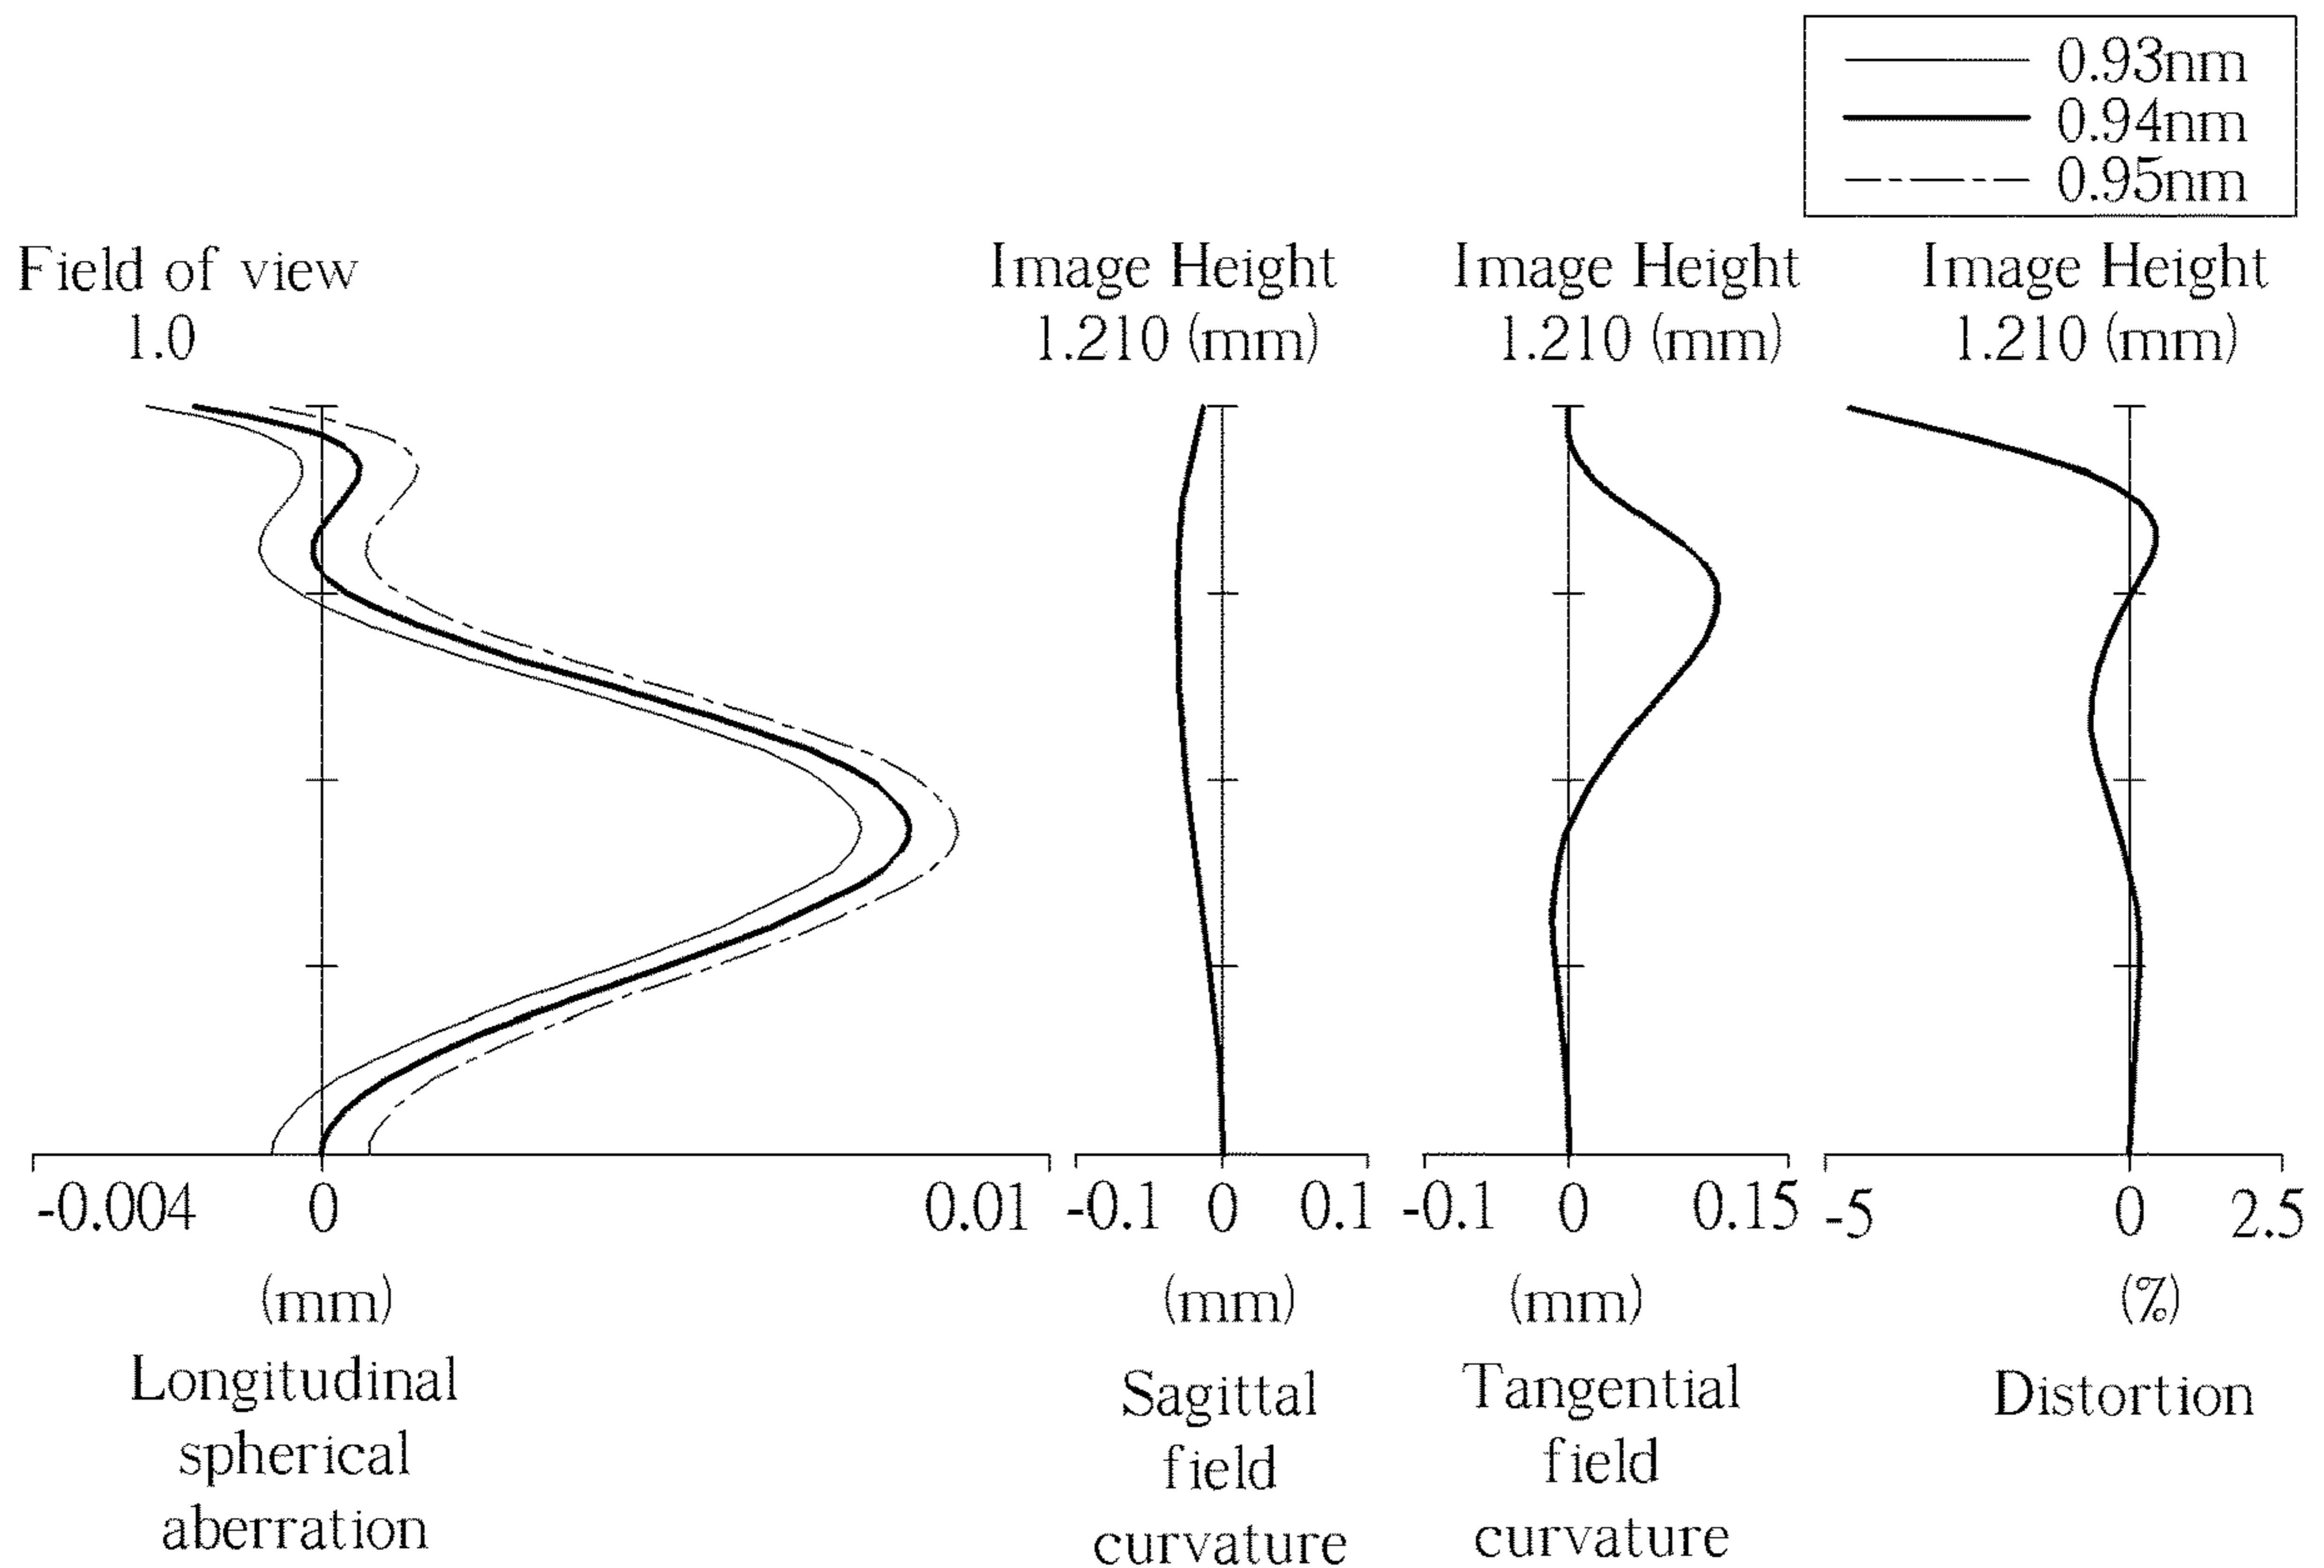 0.93nm
0.94nm
0.95nm
Field of view
1.0
Image Height
1.210 (mm)
Image Height
1.210 (mm)
Image Height
1.210 (mm)
-0.004 0 0.01
-0.1 0 0.1
-0.1 0 0.15
-5 0 2.5
(mm)
(mm)
(mm)
(%)
Longitudinal
spherical
aberration
Sagittal
field
curvature
Tangential
field
curvature
Distortion